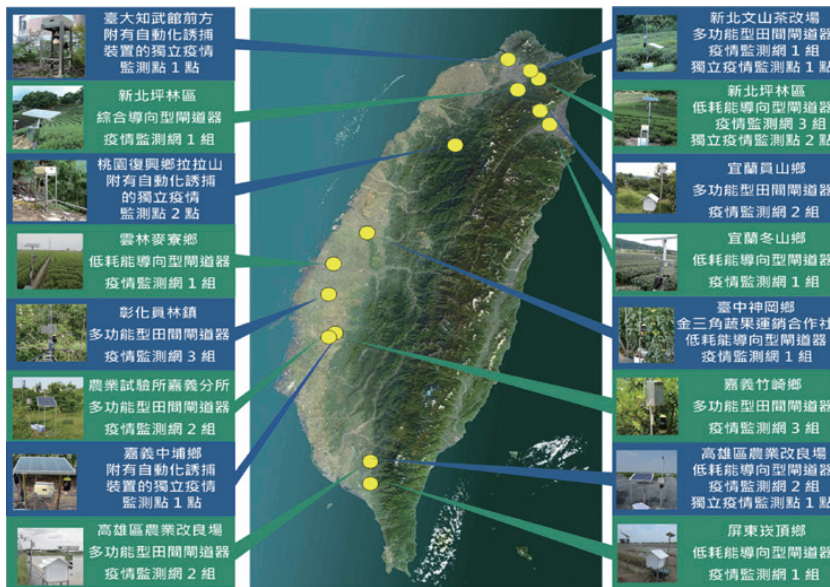 臺大知武館前方
附有自動化誘捕
裝置的獨立疫情
監測點1點
新北坪林區
綜合導向型閘道器
疫情監測網1組
桃園復興鄉拉拉山
附有自動化誘捕
的獨立疫情
監測點2點
雲林麥寮鄉
低耗能導向型閘道器
疫情監測網1組
彰化員林鎮
多功能型田間閘道器
疫情監測網3組
農業試驗所嘉義分所
多功能型田間閘道器
疫情監測網2組
嘉義中埔鄉
附有自動化誘捕
裝置的獨立疫情
監測點1點
高雄區農業改良場
多功能型田間閘道器
疫情監測網2組
新北文山茶改場
多功能型田間閘道器
疫情監測網1組
獨立疫情監測點1點
新北坪林區
低耗能導向型閘道器
疫情監測網3組
獨立疫情監測點2點
宜蘭員山鄉
多功能型田間閘道器
疫情監測網2組
宜蘭冬山鄉
低耗能導向型閘道器
疫情監測網1組
臺中神岡鄉
金三角蔬果運銷合作社
低耗能導向型閘道器
疫情監測網1組
嘉義竹崎鄉
多功能型田間閘道器
疫情監測網3組
高雄區農業改良場
低耗能導向型閘道器
疫情監測網2組
獨立疫情監測點1點
屏東崁頂鄉
低耗能導向型閘道器
疫情監測網1組